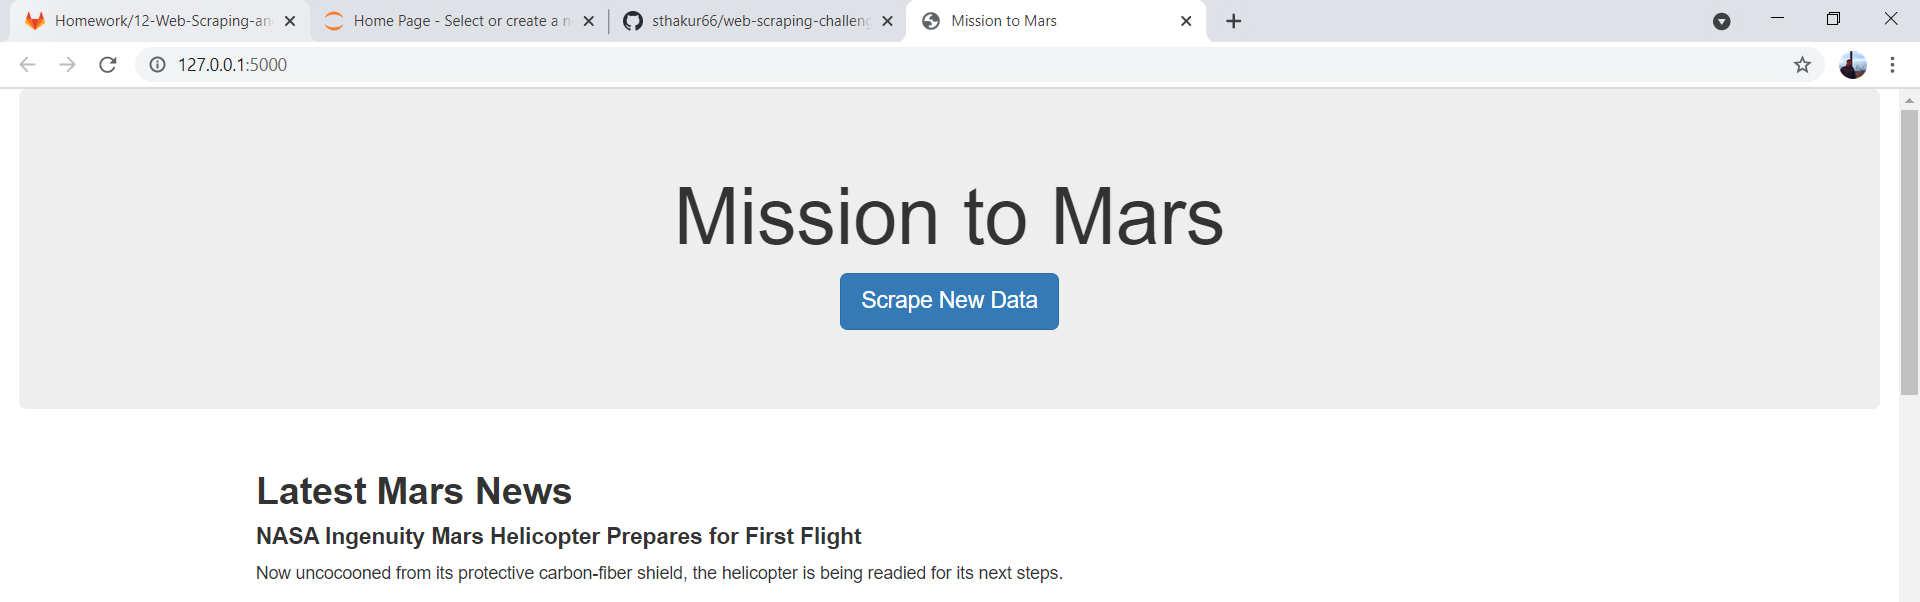 Homework/12-Web-Scraping-an
Home Page - Select or create a n
sthakur66/web-scraping-challeng
Mission to Mars
127.0.0.1:5000
Mission to Mars
Scrape New Data
Latest Mars News
NASA Ingenuity Mars Helicopter Prepares for First Flight
Now uncocooned from its protective carbon-fiber shield, the helicopter is being readied for its next steps.